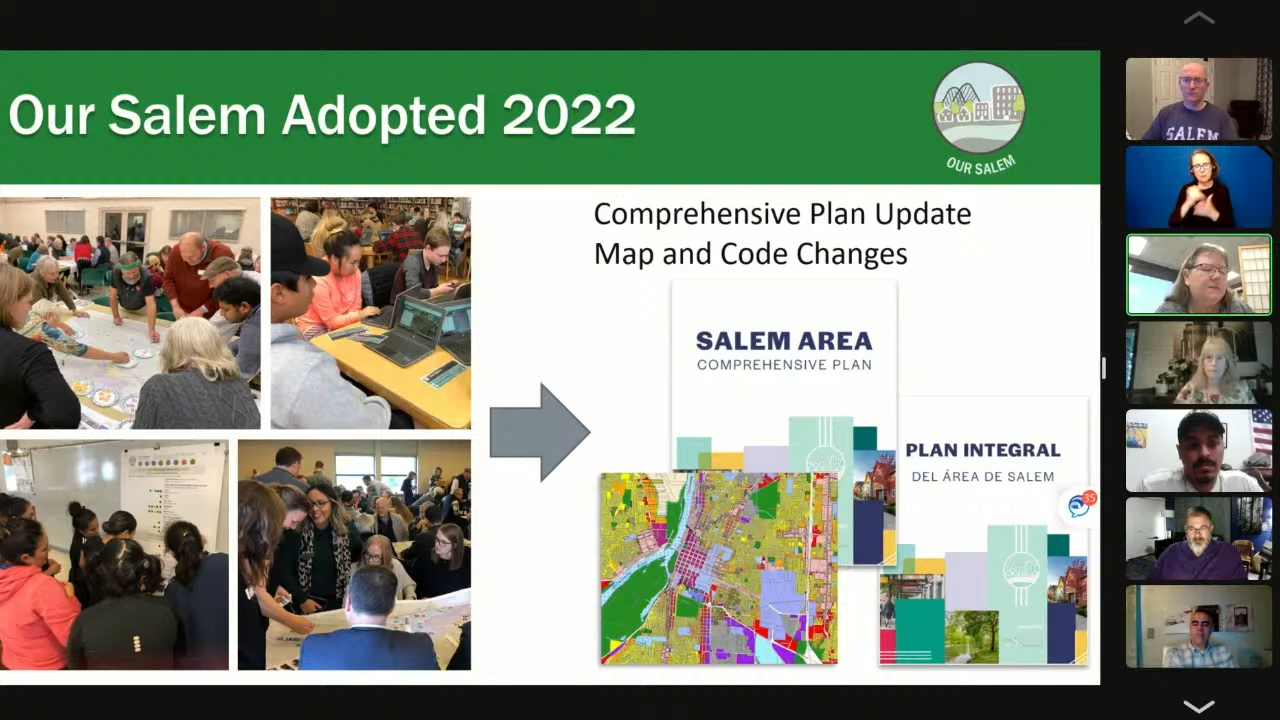 Our Salem Adopted 2022
OUR SALEM
Comprehensive Plan Update
Map and Code Changes
SALEM AREA
COMPREHENSIVE PLAN
PLAN INTEGRAL
DEL ÁREA DE SALEM
35
SALEM